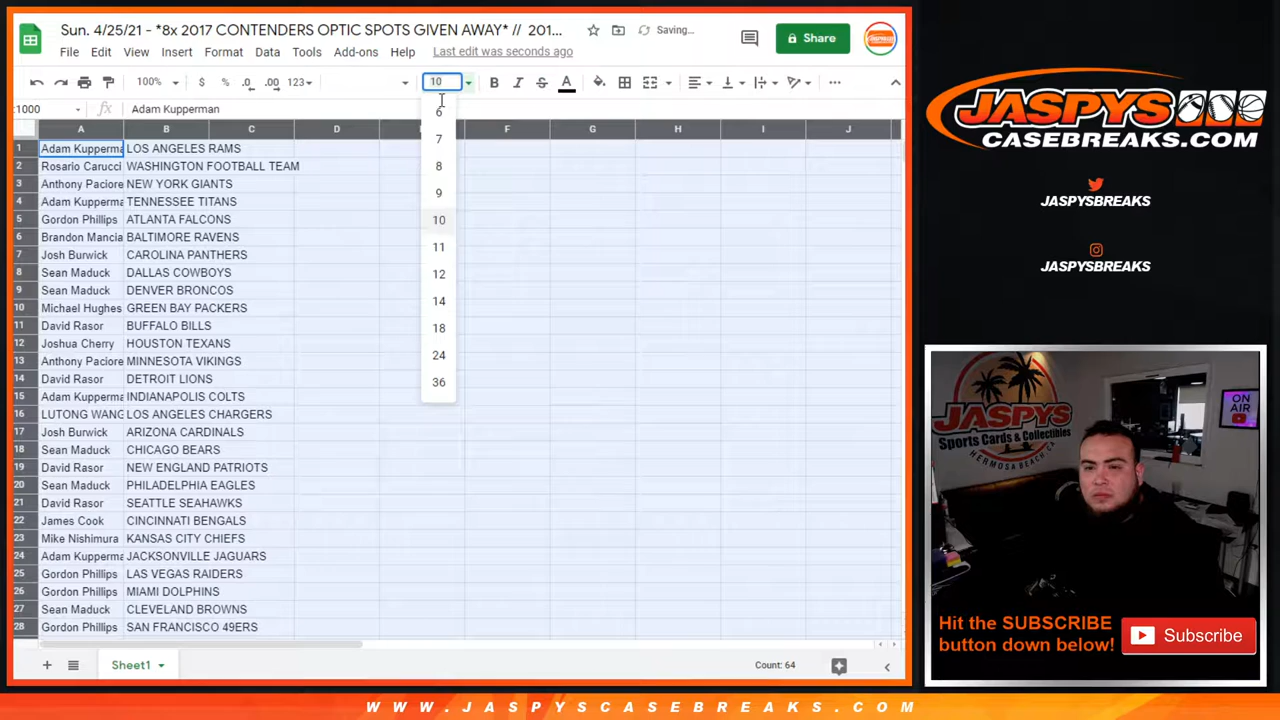 Sun. 4/25/21 - *8x 2017 CONTENDERS OPTIC SPOTS GIVEN AWAY* // 201...
Saving...
Share
File Edit View Insert Format Data Tools Add-ons Help Last edit was seconds ago
100% $ % .0 .00 123 10 B I S A
:1000 fx Adam Kupperman
A B C D F G H I J
1 Adam Kupperma LOS ANGELES RAMS
2 Rosario Carucci WASHINGTON FOOTBALL TEAM
3 Anthony Paciore NEW YORK GIANTS
4 Adam Kupperma TENNESSEE TITANS
5 Gordon Phillips ATLANTA FALCONS
6 Brandon Mancia BALTIMORE RAVENS
7 Josh Burwick CAROLINA PANTHERS
8 Sean Maduck DALLAS COWBOYS
9 Sean Maduck DENVER BRONCOS
10 Michael Hughes GREEN BAY PACKERS
11 David Rasor BUFFALO BILLS
12 Joshua Cherry HOUSTON TEXANS
13 Anthony Paciore MINNESOTA VIKINGS
14 David Rasor DETROIT LIONS
15 Adam Kupperma INDIANAPOLIS COLTS
16 LUTONG WANG LOS ANGELES CHARGERS
17 Josh Burwick ARIZONA CARDINALS
18 Sean Maduck CHICAGO BEARS
19 David Rasor NEW ENGLAND PATRIOTS
20 Sean Maduck PHILADELPHIA EAGLES
21 David Rasor SEATTLE SEAHAWKS
22 James Cook CINCINNATI BENGALS
23 Mike Nishimura KANSAS CITY CHIEFS
24 Adam Kupperma JACKSONVILLE JAGUARS
25 Gordon Phillips LAS VEGAS RAIDERS
26 Gordon Phillips MIAMI DOLPHINS
27 Sean Maduck CLEVELAND BROWNS
28 Gordon Phillips SAN FRANCISCO 49ERS
6
7
8
9
10
11
12
14
18
24
36
Sheet1
Count: 64
JASPYS
CASEBREAKS.COM
JASPYSBREAKS
JASPYSBREAKS
JASPYS
Sports Cards & Collectibles
HERMOSA BEACH, CA
ON AIR
Hit the SUBSCRIBE
button down below!
Subscribe
WWW.JASPYSCASEBREAKS.COM